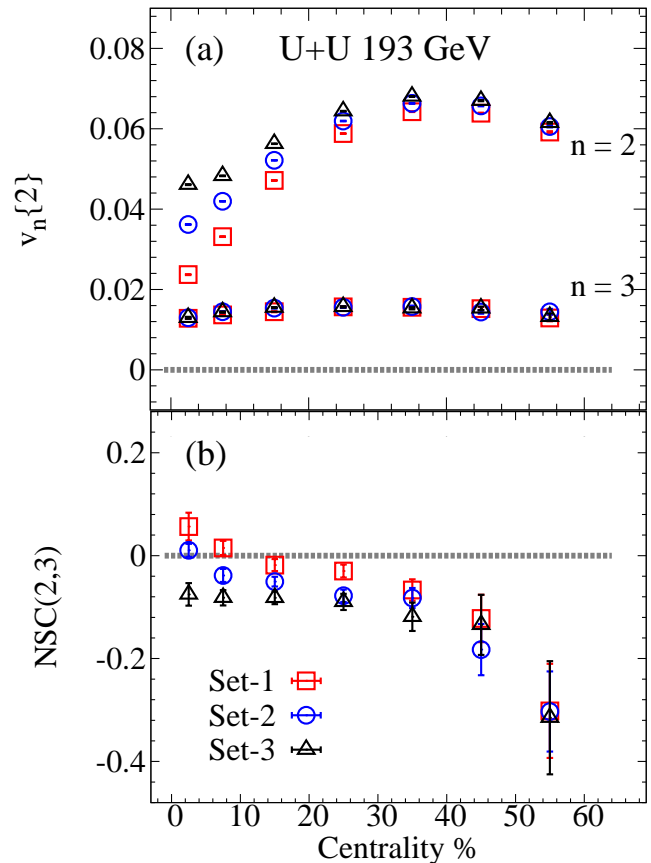 (a) U+U 193 GeV
0.08
0.06
0.04
0.02
0
v_n{2}
n = 2
n = 3
(b)
0.2
0
-0.2
-0.4
NSC(2,3)
Set-1
Set-2
Set-3
0 10 20 30 40 50 60
Centrality %